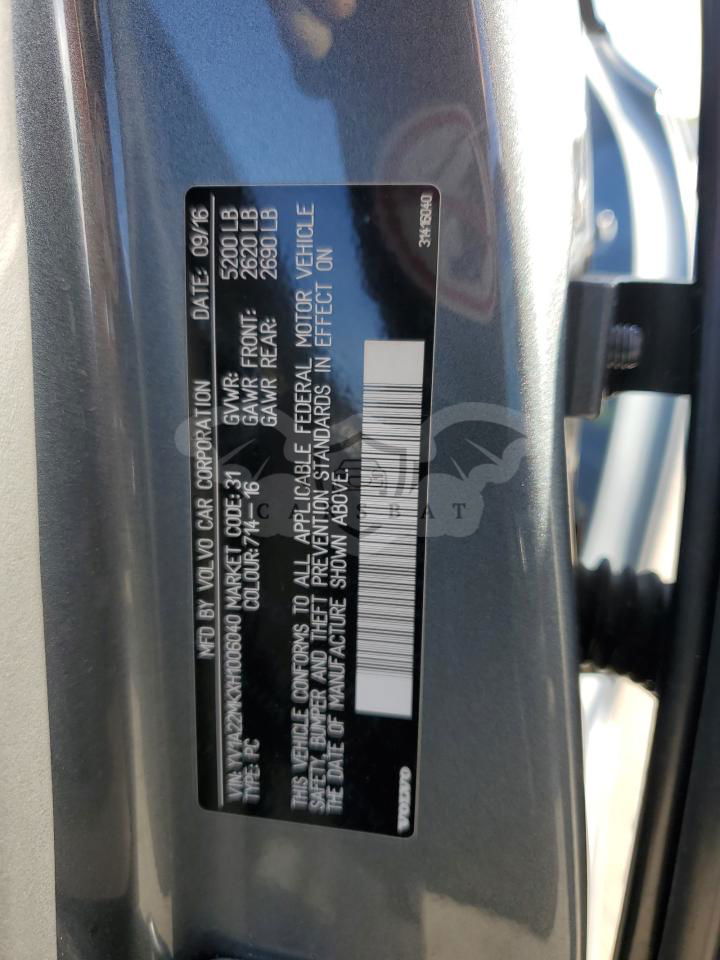 MFD BY VOLVO CAR CORPORATION DATE: 09/16
VIN: YV1A22MKXH1006040 MARKET CODE: 31 GVWR: 5200 LB
TYPE: PC COLOUR: 714-16 GAWR FRONT: 2620 LB
GAWR REAR: 2690 LB
THIS VEHICLE CONFORMS TO ALL APPLICABLE FEDERAL MOTOR VEHICLE
SAFETY, BUMPER AND THEFT PREVENTION STANDARDS IN EFFECT ON
THE DATE OF MANUFACTURE SHOWN ABOVE.
VOLVO
31416040
CARSBAT